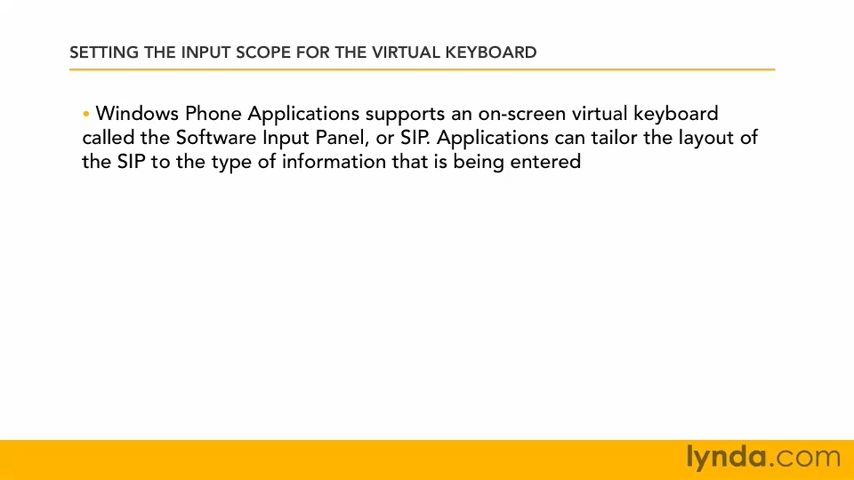 SETTING THE INPUT SCOPE FOR THE VIRTUAL KEYBOARD
• Windows Phone Applications supports an on-screen virtual keyboard
called the Software Input Panel, or SIP. Applications can tailor the layout of
the SIP to the type of information that is being entered
lynda.com